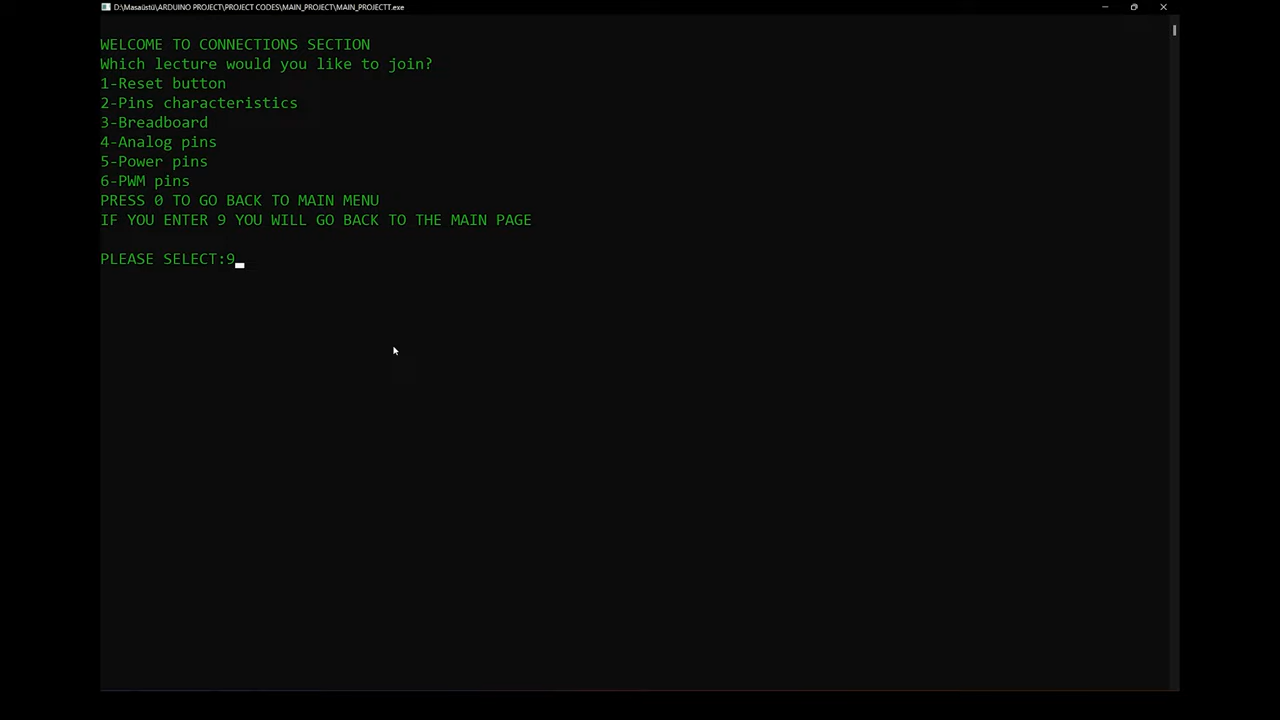 D:\Masaüstü\ARDUINO PROJECT\PROJECT CODES\MAIN_PROJECT\MAIN_PROJECTT.exe
WELCOME TO CONNECTIONS SECTION
Which lecture would you like to join?
1-Reset button
2-Pins characteristics
3-Breadboard
4-Analog pins
5-Power pins
6-PWM pins
PRESS 0 TO GO BACK TO MAIN MENU
IF YOU ENTER 9 YOU WILL GO BACK TO THE MAIN PAGE
PLEASE SELECT:9